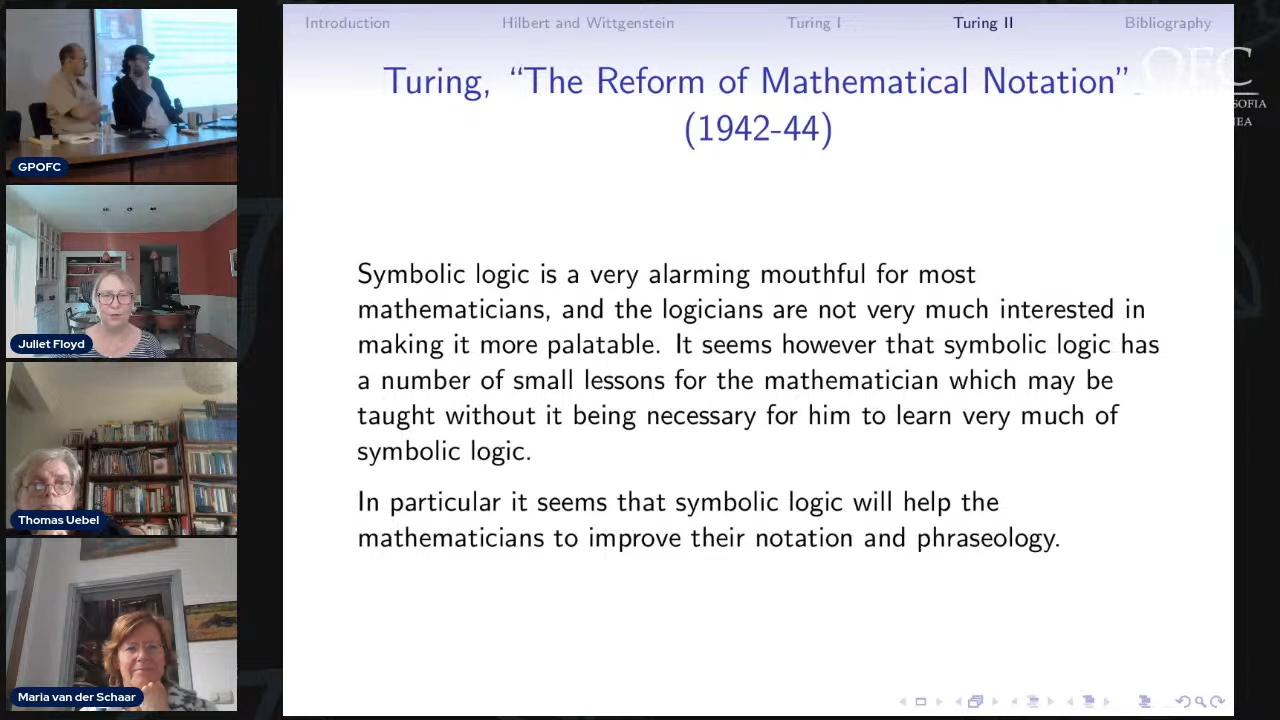 Introduction
Hilbert and Wittgenstein
Turing I
Turing II
Bibliography
Turing, “The Reform of Mathematical Notation”
(1942-44)
OFC
SOFIA
NEA
Symbolic logic is a very alarming mouthful for most
mathematicians, and the logicians are not very much interested in
making it more palatable. It seems however that symbolic logic has
a number of small lessons for the mathematician which may be
taught without it being necessary for him to learn very much of
symbolic logic.
In particular it seems that symbolic logic will help the
mathematicians to improve their notation and phraseology.
GPOFC
Juliet Floyd
Thomas Uebel
Maria van der Schaar